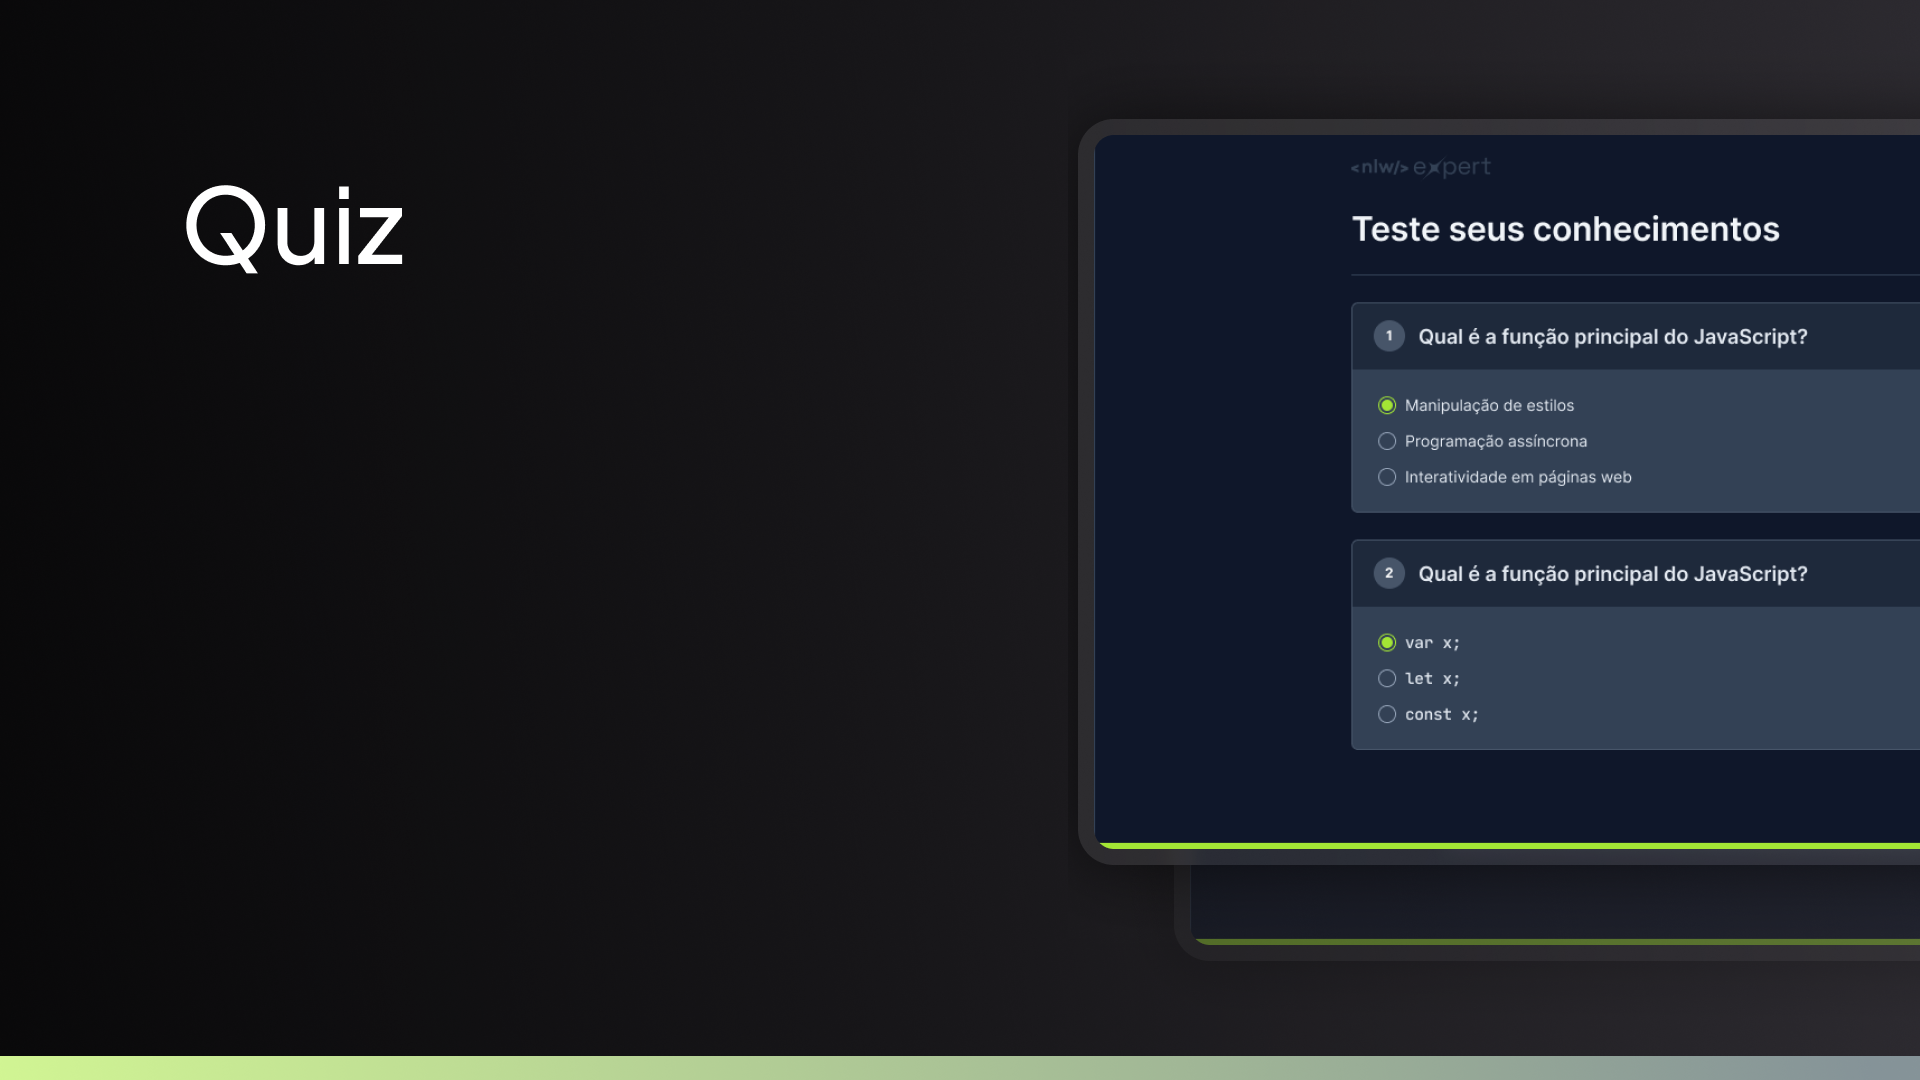 Quiz
<nlw/> expert
Teste seus conhecimentos
1 Qual é a função principal do JavaScript?
Manipulação de estilos
Programação assíncrona
Interatividade em páginas web
2 Qual é a função principal do JavaScript?
var x;
let x;
const x;